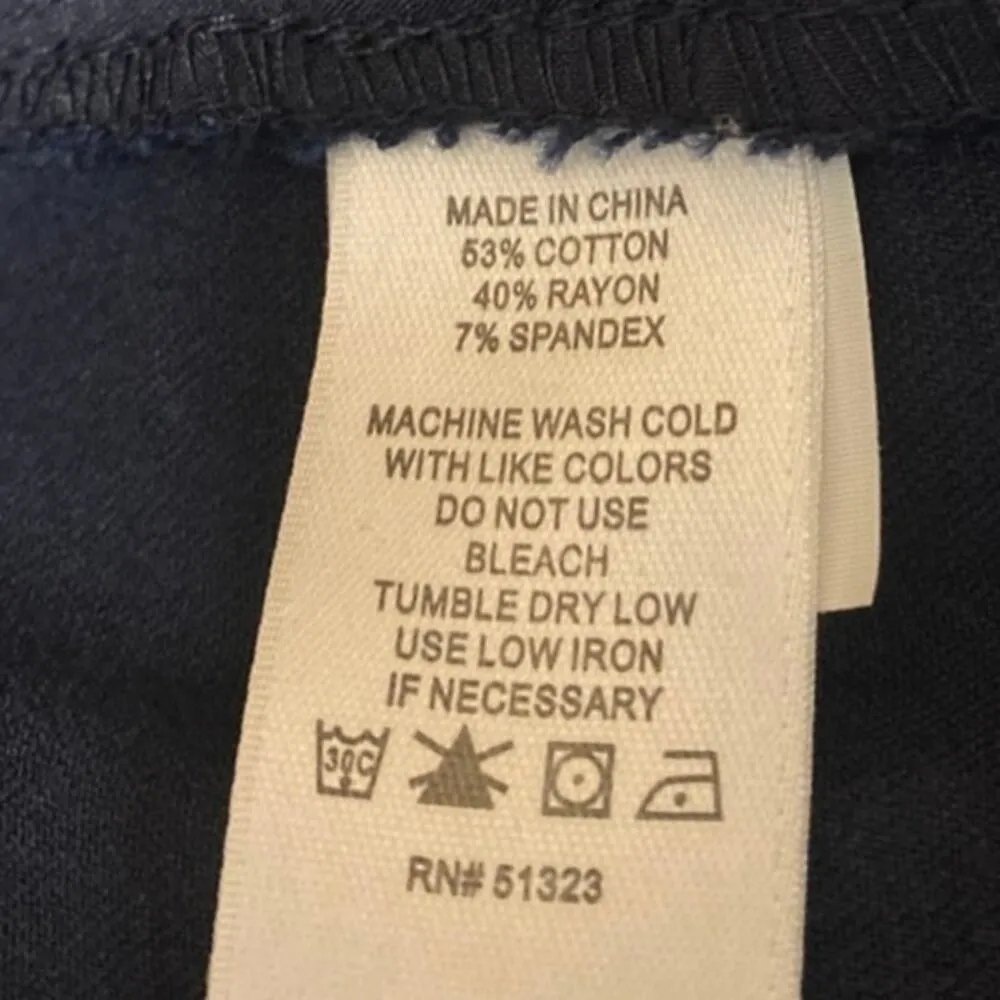 MADE IN CHINA
53% COTTON
40% RAYON
7% SPANDEX
MACHINE WASH COLD
WITH LIKE COLORS
DO NOT USE
BLEACH
TUMBLE DRY LOW
USE LOW IRON
IF NECESSARY
30C
RN# 51323